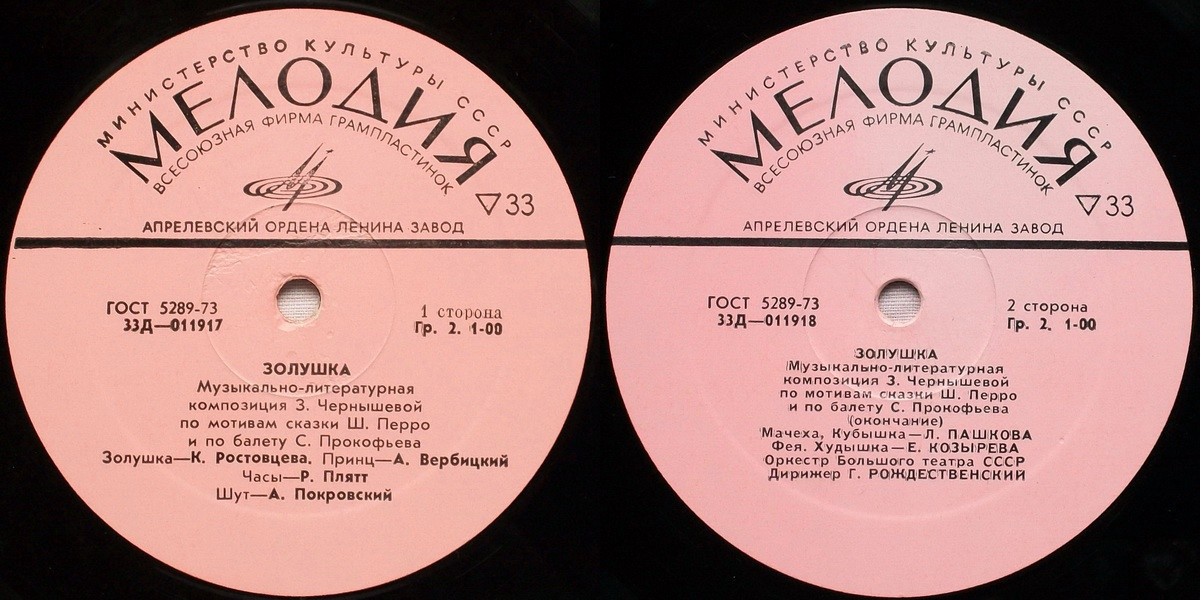 МИНИСТЕРСТВО КУЛЬТУРЫ СССР
МЕЛОДИЯ
ВСЕСОЮЗНАЯ ФИРМА ГРАМПЛАСТИНОК
33
АПРЕЛЕВСКИЙ ОРДЕНА ЛЕНИНА ЗАВОД
ГОСТ 5289-73
33Д—011917
1 сторона
Гр. 2. 1-00
ЗОЛУШКА
Музыкально-литературная
композиция З. Чернышевой
по мотивам сказки Ш. Перро
и по балету С. Прокофьева
Золушка—К. Ростовцева, Принц—А. Вербицкий
Часы—Р. Плятт
Шут—А. Покровский
МИНИСТЕРСТВО КУЛЬТУРЫ СССР
МЕЛОДИЯ
ВСЕСОЮЗНАЯ ФИРМА ГРАМПЛАСТИНОК
33
АПРЕЛЕВСКИЙ ОРДЕНА ЛЕНИНА ЗАВОД
ГОСТ 5289-73
33Д—011918
2 сторона
Гр. 2. 1-00
ЗОЛУШКА
Музыкально-литературная
композиция З. Чернышевой
по мотивам сказки Ш. Перро
и по балету С. Прокофьева
(окончание)
Мачеха, Кубышка—Л. ПАШКОВА
Фея. Худышка—Е. КОЗЫРЕВА
Оркестр Большого театра СССР
Дирижер Г. РОЖДЕСТВЕНСКИЙ